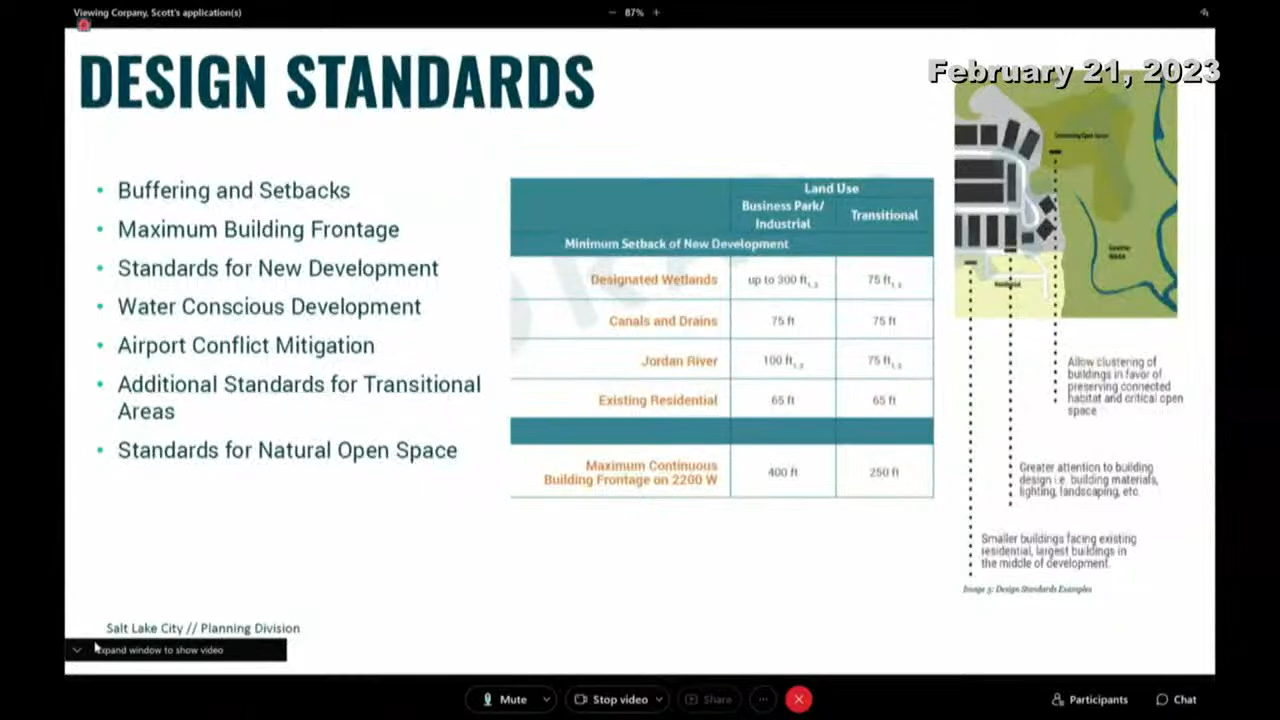 Viewing Corpany, Scott's application(s)
87%
February 21, 2023
DESIGN STANDARDS
• Buffering and Setbacks
• Maximum Building Frontage
• Standards for New Development
• Water Conscious Development
• Airport Conflict Mitigation
• Additional Standards for Transitional
Areas
• Standards for Natural Open Space
Land Use
Business Park/
Industrial
Transitional
Minimum Setback of New Development
Designated Wetlands up to 300 ft 75 ft
Canals and Drains 75 ft 75 ft
Jordan River 100 ft 75 ft
Existing Residential 65 ft 65 ft
Maximum Continuous
Building Frontage on 2200 W 400 ft 250 ft
Allow clustering of
buildings in favor of
preserving connected
habitat and critical open
space
Greater attention to building
design i.e. building materials,
lighting, landscaping, etc.
Smaller buildings facing existing
residential, largest buildings in
the middle of development.
Image 3: Design Standards Examples
Salt Lake City // Planning Division
Expand window to show video
Mute
Stop video
Share
Participants
Chat